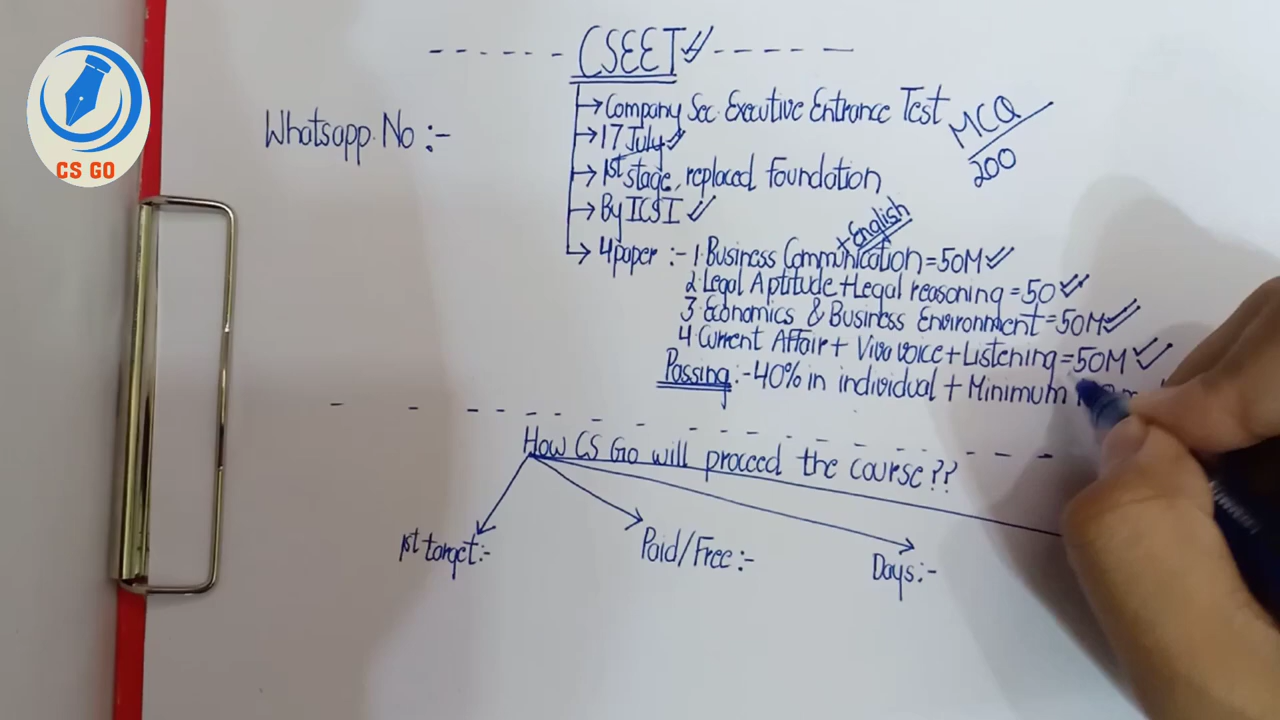 CSEET
CS GO
Whatsapp. No :-
Company Sec. Executive Entrance Test
MCQ
200
17 July
1st stage, replaced foundation
By ICSI
+ English
4 paper :- 1. Business Communication = 50M
2. Legal Aptitude + Legal reasoning = 50
3. Economics & Business Environment = 50M
4. Current Affair + Viva voice + Listening = 50M
Passing :- 40% in individual + Minimum
How CS Go will proceed the course??
1st target :-
Paid/Free :-
Days :-